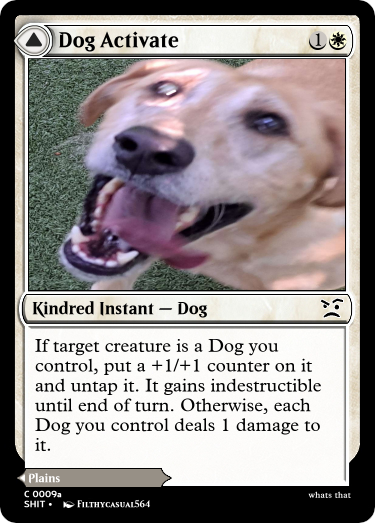 Dog Activate 1
Kindred Instant — Dog
If target creature is a Dog you
control, put a +1/+1 counter on it
and untap it. It gains indestructible
until end of turn. Otherwise, each
Dog you control deals 1 damage to
it.
Plains
C 0009a
whats that
SHIT • Filthycasual564